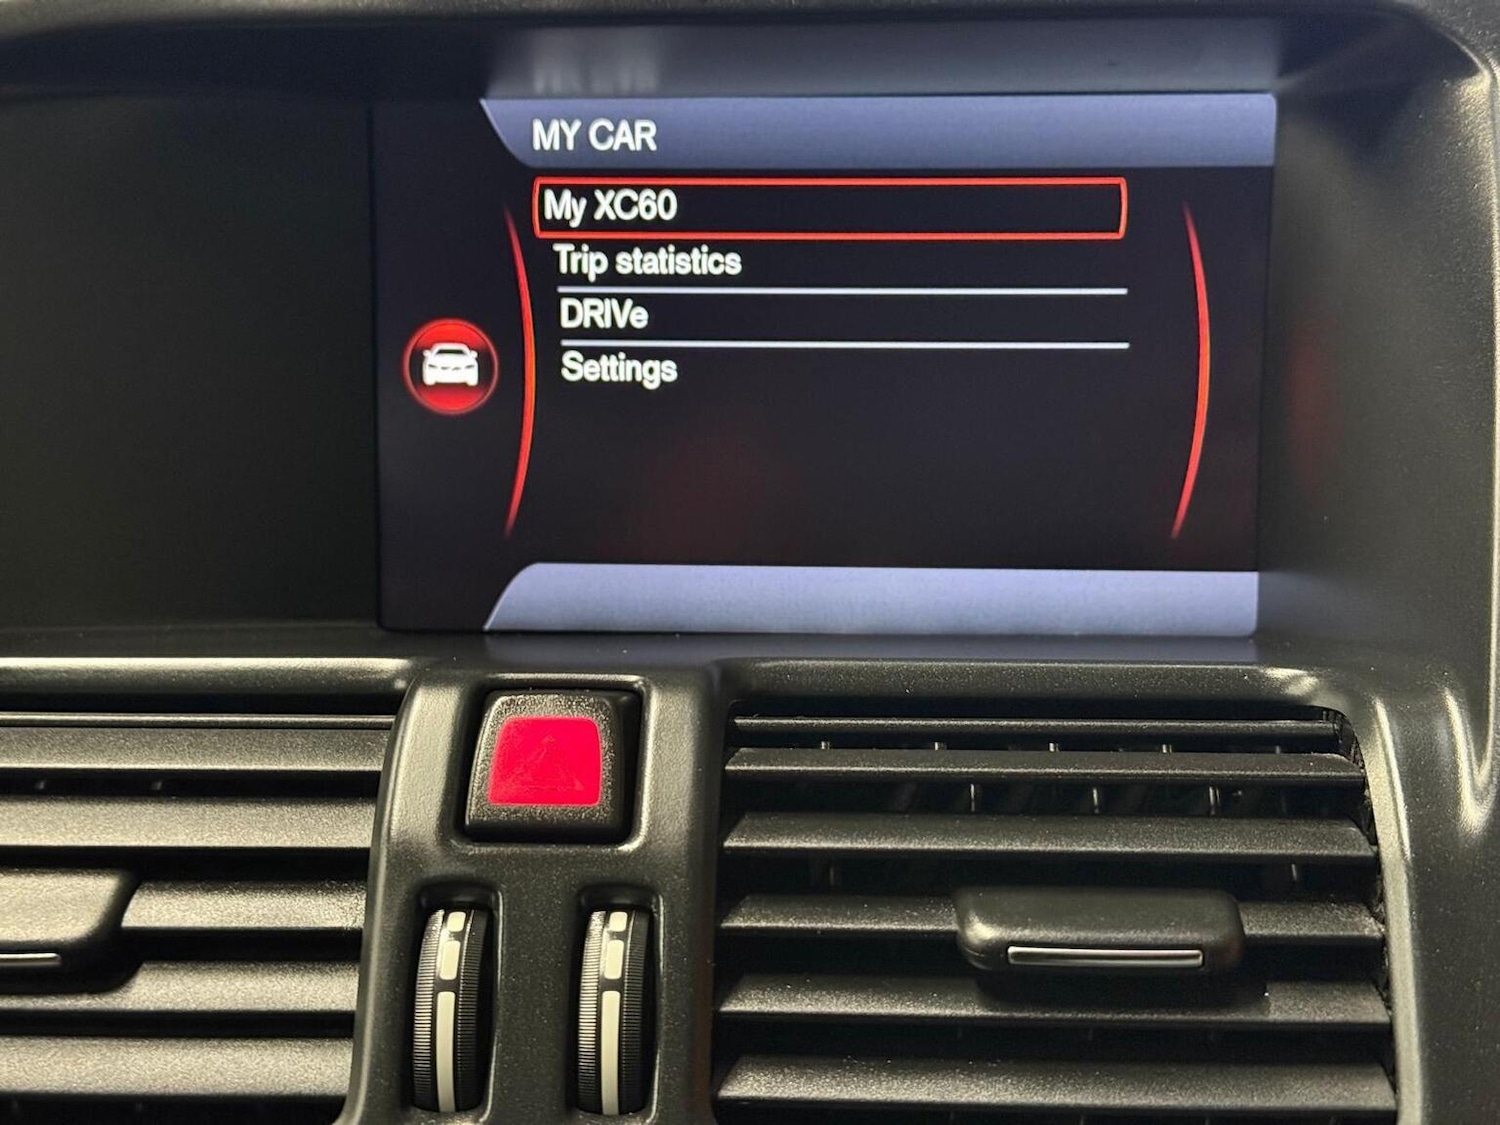 MY CAR
My XC60
Trip statistics
DRIVe
Settings